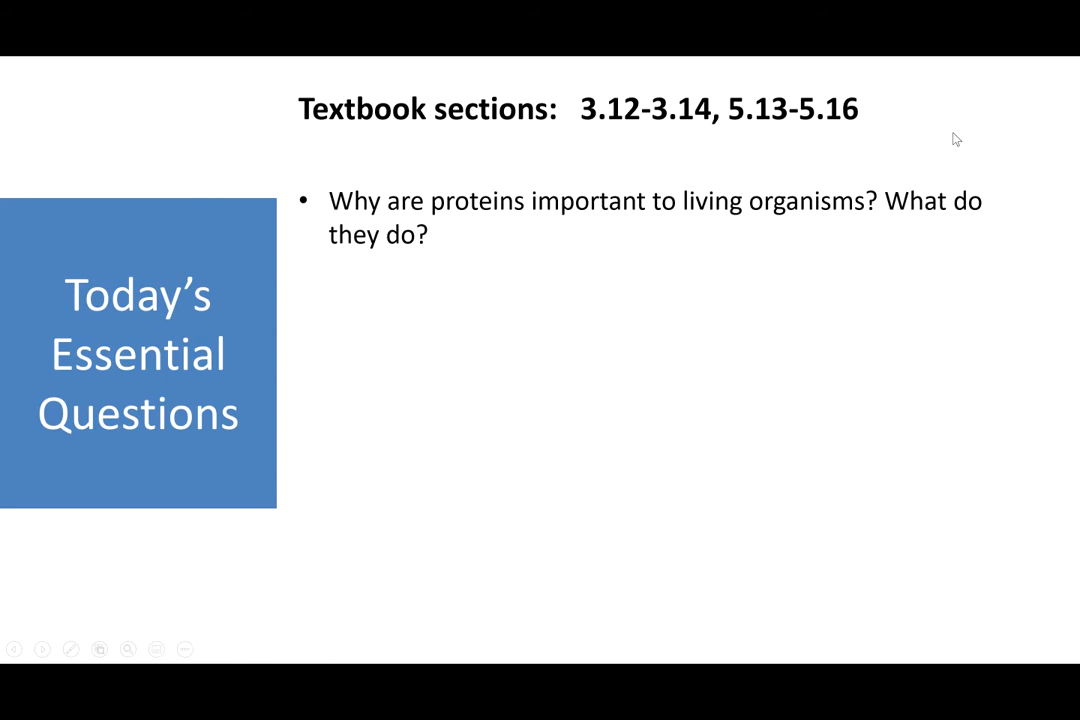 Textbook sections: 3.12-3.14, 5.13-5.16
• Why are proteins important to living organisms? What do
they do?
Today’s
Essential
Questions